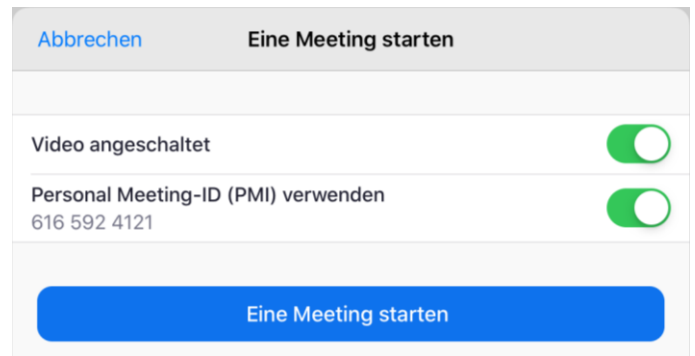 Abbrechen Eine Meeting starten
Video angeschaltet
Personal Meeting-ID (PMI) verwenden
616 592 4121
Eine Meeting starten